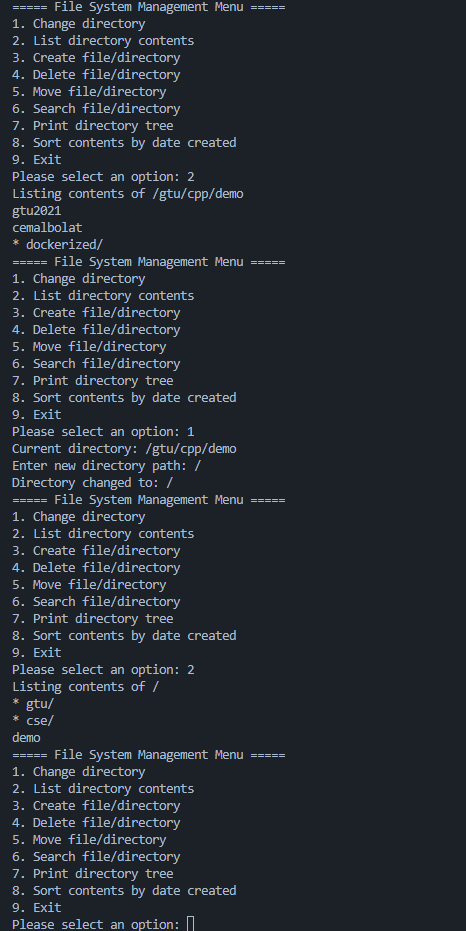 ===== File System Management Menu =====
1. Change directory
2. List directory contents
3. Create file/directory
4. Delete file/directory
5. Move file/directory
6. Search file/directory
7. Print directory tree
8. Sort contents by date created
9. Exit
Please select an option: 2
Listing contents of /gtu/cpp/demo
gtu2021
cemalbolat
* dockerized/
===== File System Management Menu =====
1. Change directory
2. List directory contents
3. Create file/directory
4. Delete file/directory
5. Move file/directory
6. Search file/directory
7. Print directory tree
8. Sort contents by date created
9. Exit
Please select an option: 1
Current directory: /gtu/cpp/demo
Enter new directory path: /
Directory changed to: /
===== File System Management Menu =====
1. Change directory
2. List directory contents
3. Create file/directory
4. Delete file/directory
5. Move file/directory
6. Search file/directory
7. Print directory tree
8. Sort contents by date created
9. Exit
Please select an option: 2
Listing contents of /
* gtu/
* cse/
demo
===== File System Management Menu =====
1. Change directory
2. List directory contents
3. Create file/directory
4. Delete file/directory
5. Move file/directory
6. Search file/directory
7. Print directory tree
8. Sort contents by date created
9. Exit
Please select an option: